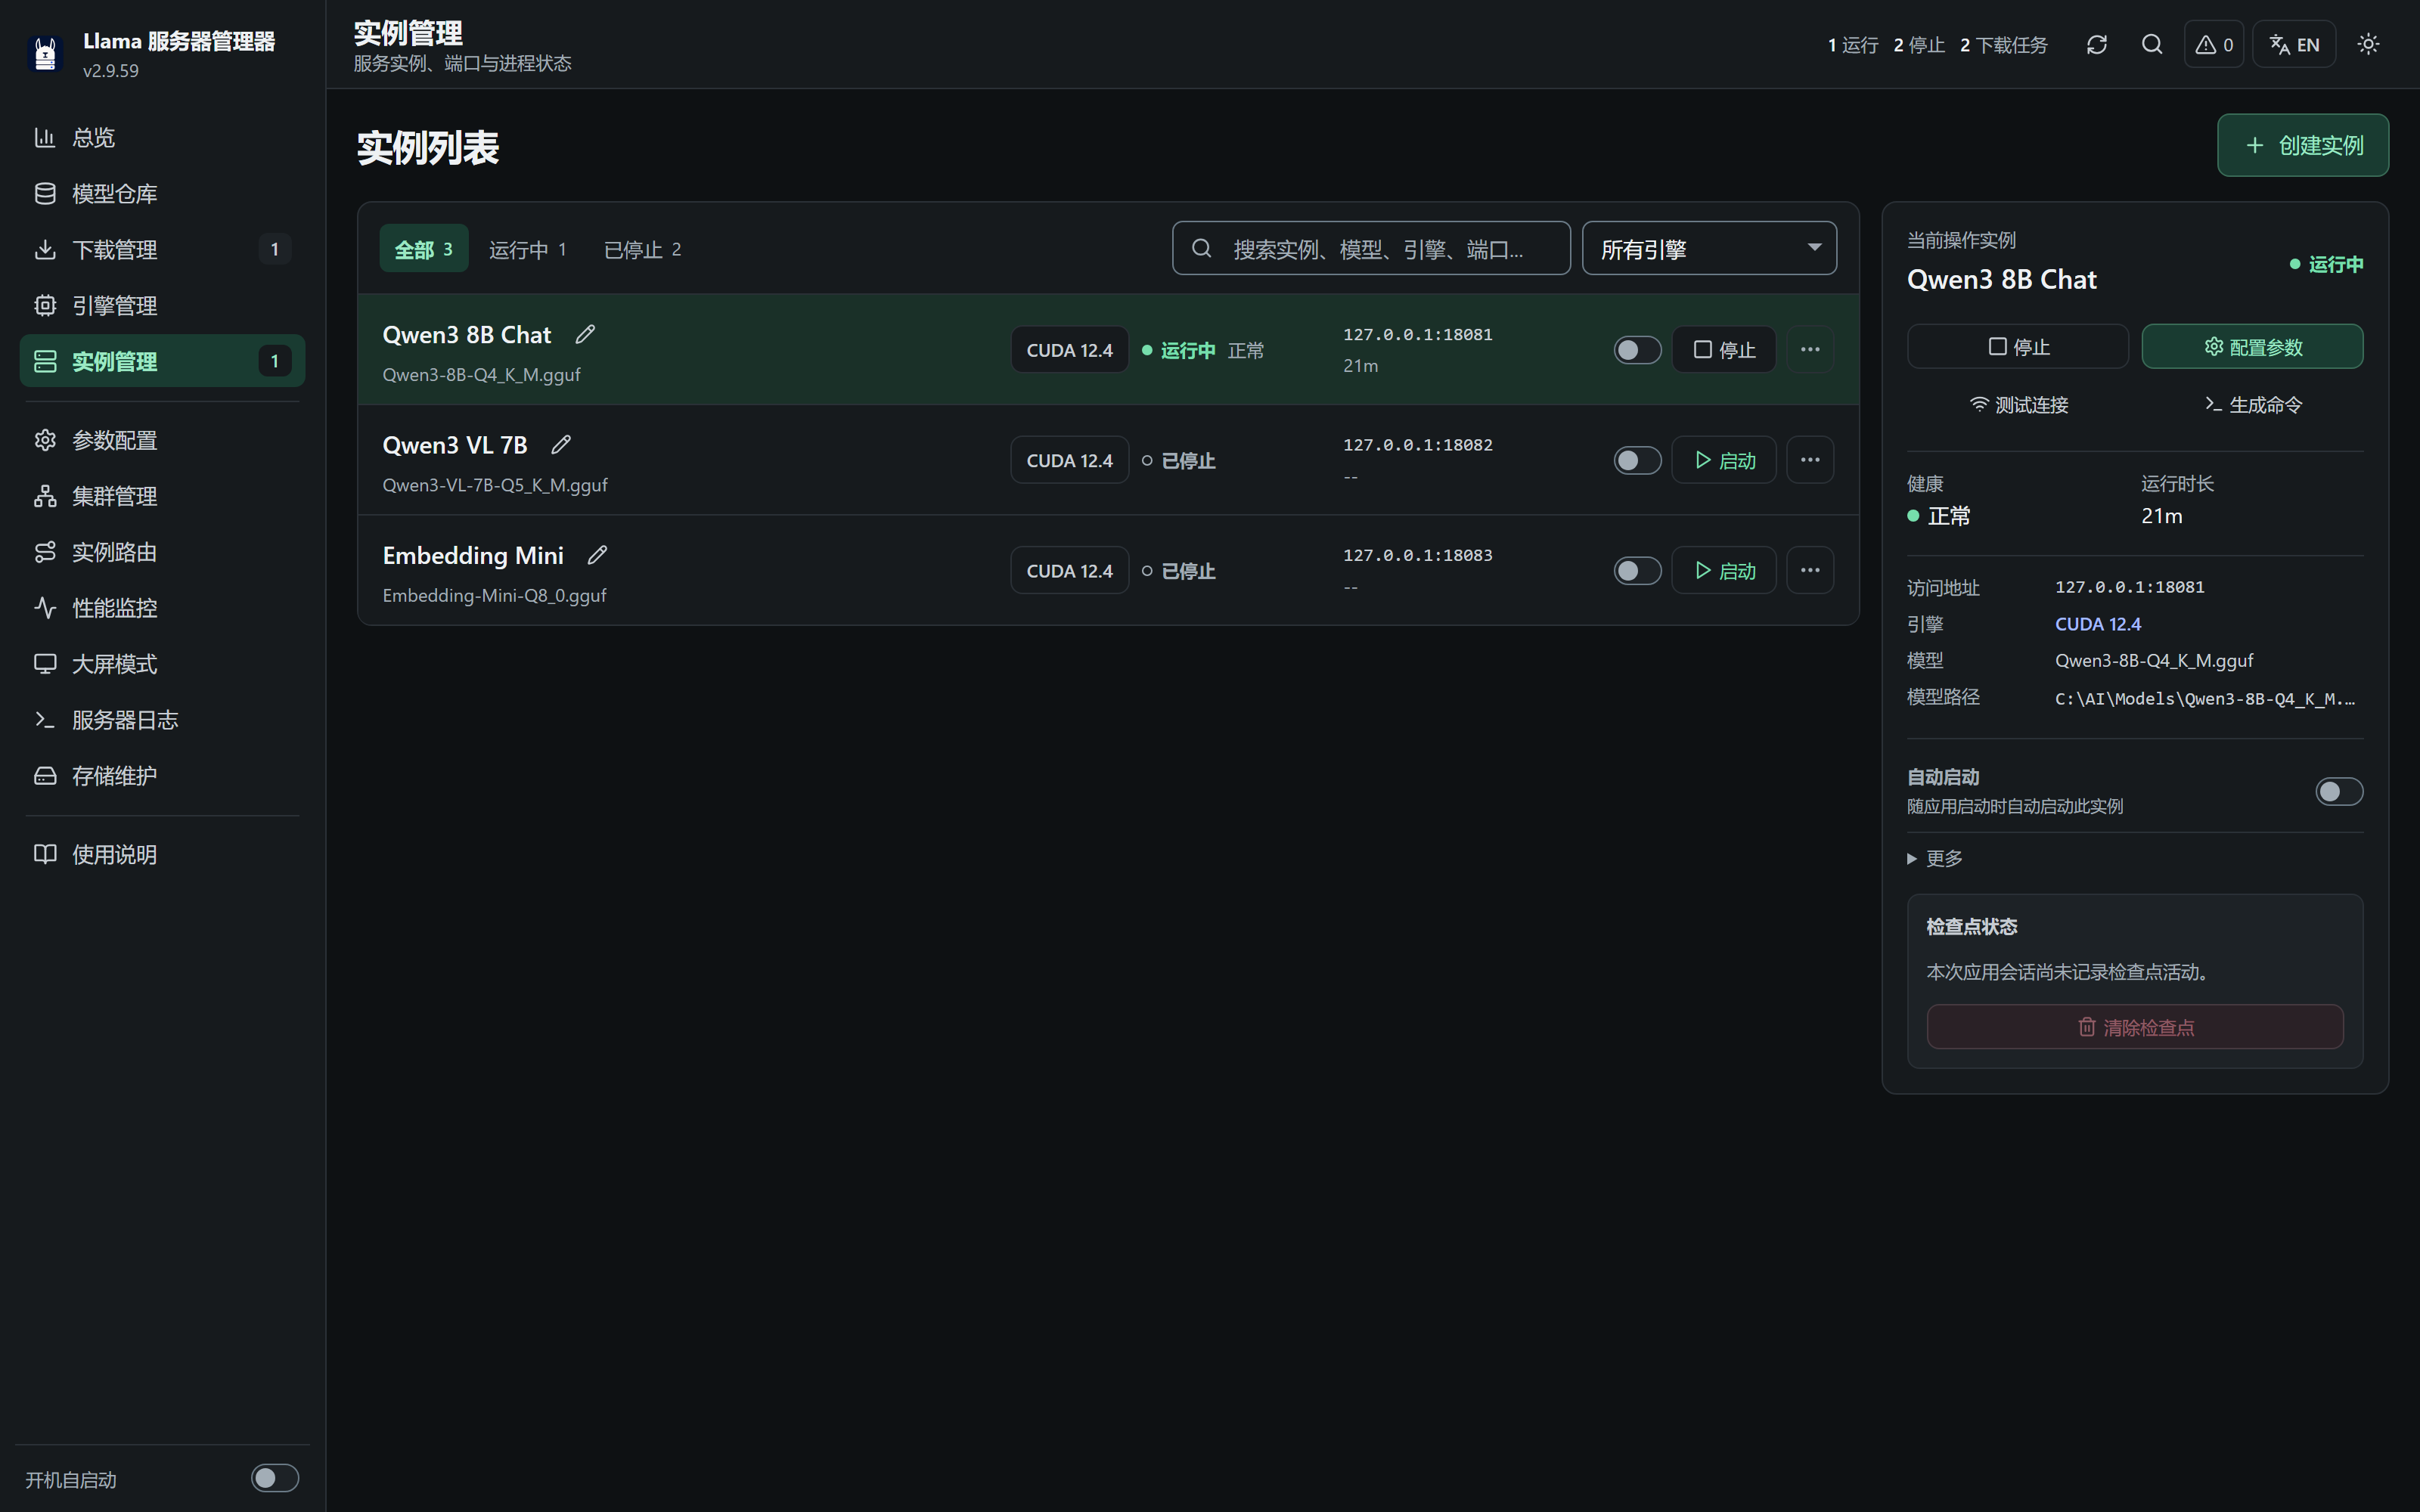 Llama 服务器管理器
v2.9.59
总览
模型仓库
下载管理 1
引擎管理
实例管理 1
参数配置
集群管理
实例路由
性能监控
大屏模式
服务器日志
存储维护
使用说明
开机自启动
实例管理
服务实例、端口与进程状态
1 运行 2 停止 2 下载任务
0
EN
实例列表
创建实例
全部 3 运行中 1 已停止 2
搜索实例、模型、引擎、端口...
所有引擎
Qwen3 8B Chat
Qwen3-8B-Q4_K_M.gguf
CUDA 12.4
运行中 正常
127.0.0.1:18081
21m
停止
Qwen3 VL 7B
Qwen3-VL-7B-Q5_K_M.gguf
CUDA 12.4
已停止
127.0.0.1:18082
--
启动
Embedding Mini
Embedding-Mini-Q8_0.gguf
CUDA 12.4
已停止
127.0.0.1:18083
--
启动
当前操作实例
Qwen3 8B Chat
运行中
停止
配置参数
测试连接
生成命令
健康
正常
运行时长
21m
访问地址 127.0.0.1:18081
引擎 CUDA 12.4
模型 Qwen3-8B-Q4_K_M.gguf
模型路径 C:\AI\Models\Qwen3-8B-Q4_K_M.…
自动启动
随应用启动时自动启动此实例
更多
检查点状态
本次应用会话尚未记录检查点活动。
清除检查点